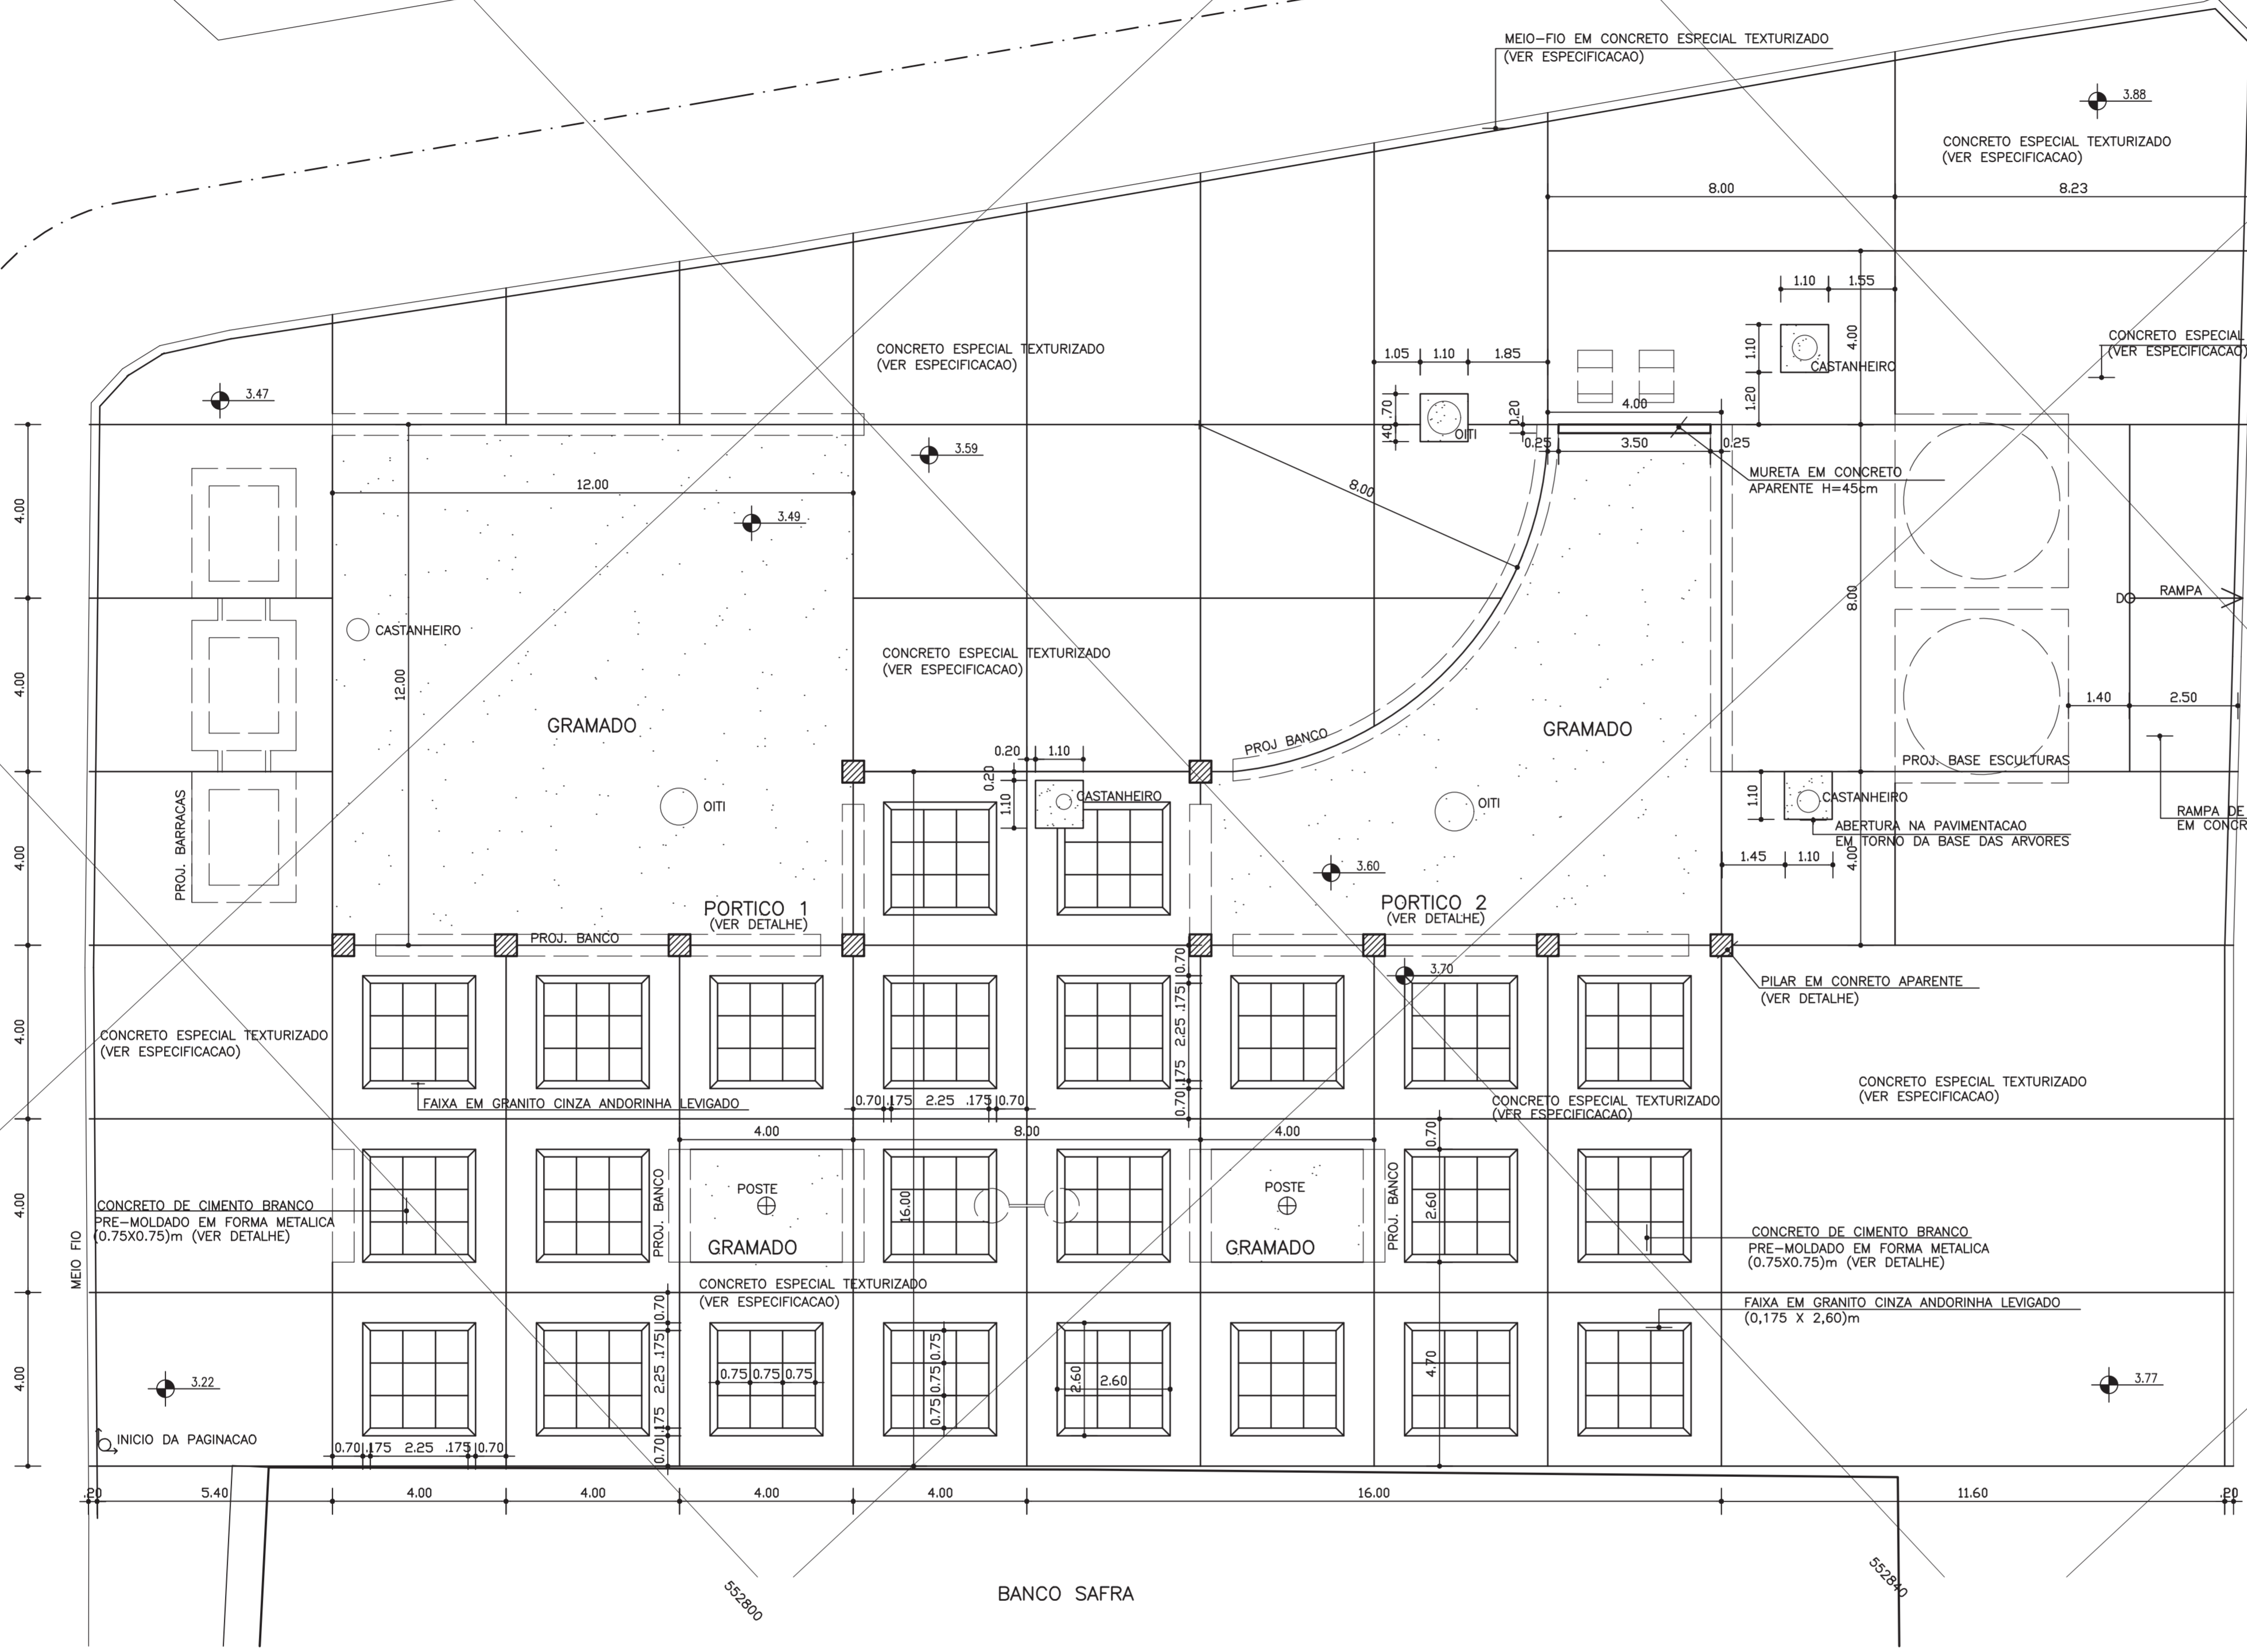 MEIO-FIO EM CONCRETO ESPECIAL TEXTURIZADO
(VER ESPECIFICACAO)
3.88
CONCRETO ESPECIAL TEXTURIZADO
(VER ESPECIFICACAO)
8.00
8.23
1.10
1.55
4.00
1.10
1.20
CASTANHEIRO
CONCRETO ESPECIAL
(VER ESPECIFICACAO)
CONCRETO ESPECIAL TEXTURIZADO
(VER ESPECIFICACAO)
1.05
1.10
1.85
.70
.40
OITI
0.20
4.00
0.25
3.50
0.25
3.47
3.59
MURETA EM CONCRETO
APARENTE H=45cm
12.00
8.00
3.49
4.00
CASTANHEIRO
12.00
CONCRETO ESPECIAL TEXTURIZADO
(VER ESPECIFICACAO)
8.00
D
RAMPA
4.00
GRAMADO
GRAMADO
1.40
2.50
PROJ BANCO
0.20
1.10
0.20
1.10
CASTANHEIRO
PROJ. BASE ESCULTURAS
OITI
OITI
1.10
CASTANHEIRO
RAMPA DE
EM CONCR
ABERTURA NA PAVIMENTACAO
EM TORNO DA BASE DAS ARVORES
PROJ. BARRACAS
4.00
1.45
1.10
4.00
3.60
PORTICO 1
(VER DETALHE)
PORTICO 2
(VER DETALHE)
PROJ. BANCO
0.70
.175
2.25
.175
0.70
3.70
PILAR EM CONRETO APARENTE
(VER DETALHE)
4.00
CONCRETO ESPECIAL TEXTURIZADO
(VER ESPECIFICACAO)
FAIXA EM GRANITO CINZA ANDORINHA LEVIGADO
0.70 .175 2.25 .175 0.70
CONCRETO ESPECIAL TEXTURIZADO
(VER ESPECIFICACAO)
CONCRETO ESPECIAL TEXTURIZADO
(VER ESPECIFICACAO)
4.00
8.00
4.00
0.70
4.00
CONCRETO DE CIMENTO BRANCO
PRE-MOLDADO EM FORMA METALICA
(0.75X0.75)m (VER DETALHE)
PROJ. BANCO
POSTE
GRAMADO
16.00
POSTE
GRAMADO
PROJ. BANCO
2.60
CONCRETO DE CIMENTO BRANCO
PRE-MOLDADO EM FORMA METALICA
(0.75X0.75)m (VER DETALHE)
MEIO FIO
CONCRETO ESPECIAL TEXTURIZADO
(VER ESPECIFICACAO)
FAIXA EM GRANITO CINZA ANDORINHA LEVIGADO
(0,175 X 2,60)m
4.00
3.22
0.70
.175
2.25
.175
0.70
0.75 0.75 0.75
0.75 0.75 0.75
2.60
2.60
4.70
3.77
INICIO DA PAGINACAO
0.70 .175 2.25 .175 0.70
.20
5.40
4.00
4.00
4.00
4.00
16.00
11.60
.20
552800
BANCO SAFRA
552840